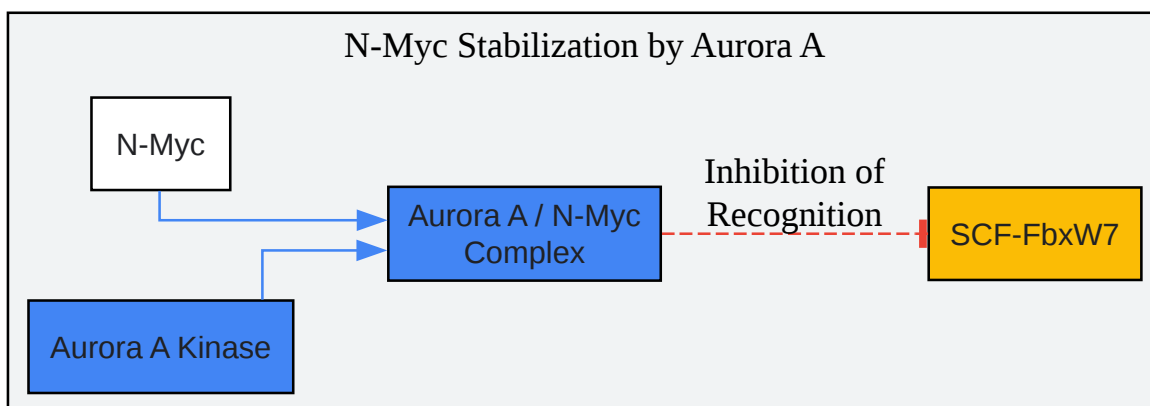 N-Myc Stabilization by Aurora A
N-Myc
Aurora A Kinase
Aurora A / N-Myc
Complex
Inhibition of
Recognition
SCF-FbxW7